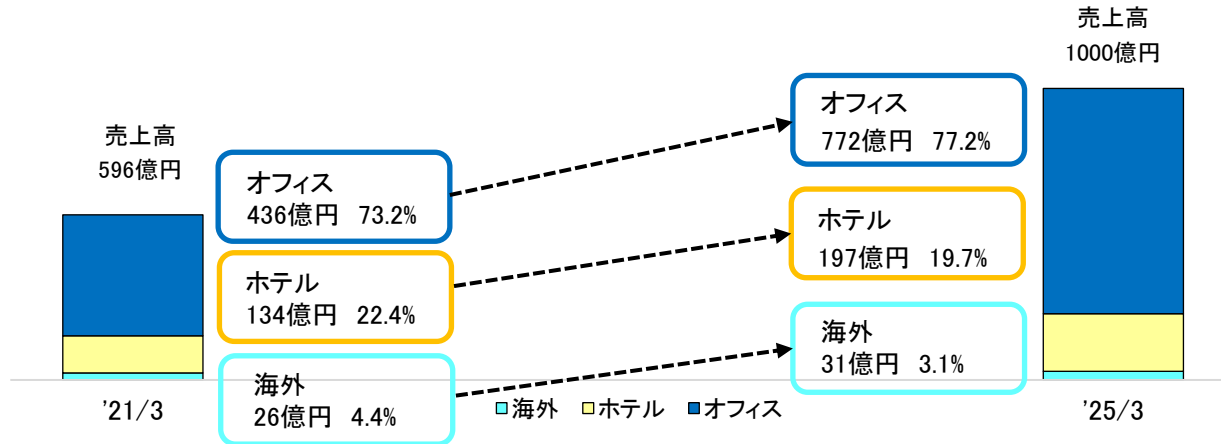 売上高
596億円
オフィス
436億円 73.2%
ホテル
134億円 22.4%
海外
26億円 4.4%
'21/3
海外 ホテル オフィス
売上高
1000億円
オフィス
772億円 77.2%
ホテル
197億円 19.7%
海外
31億円 3.1%
'25/3